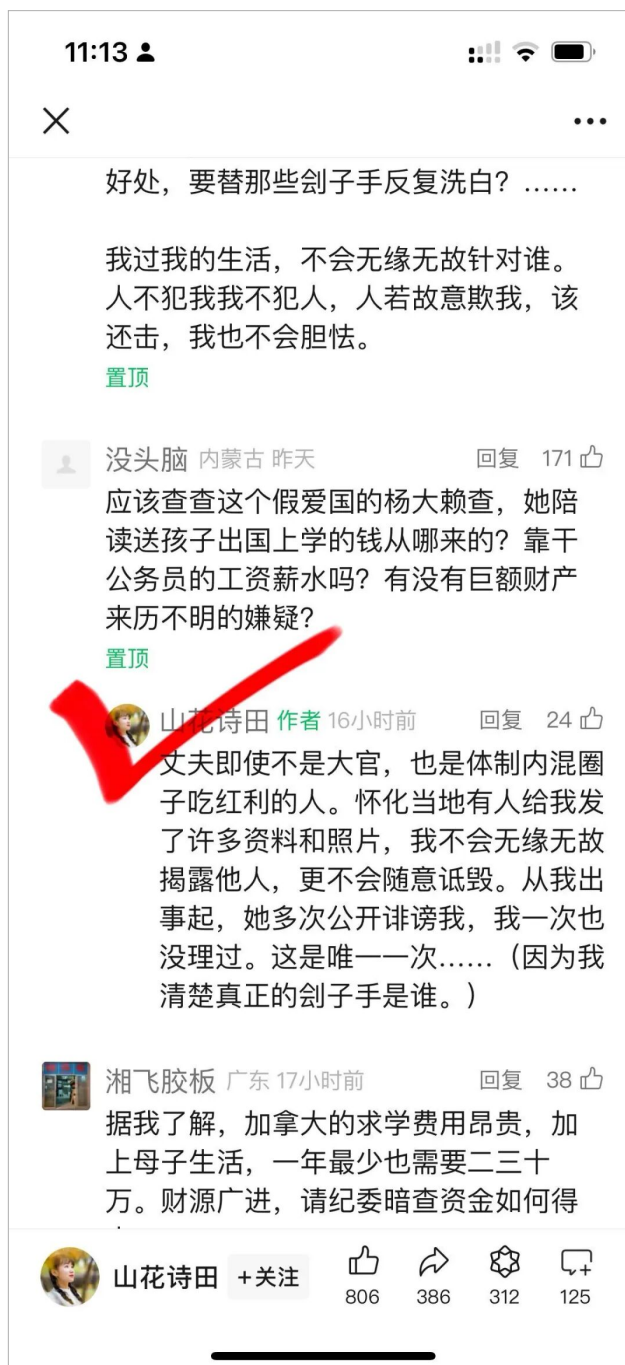 11:13
好处，要替那些刽子手反复洗白？……
我过我的生活，不会无缘无故针对谁。
人不犯我我不犯人，人若故意欺我，该
还击，我也不会胆怯。
置顶
没头脑 内蒙古 昨天 回复 171
应该查查这个假爱国的杨大赖查，她陪
读送孩子出国上学的钱从哪来的？靠干
公务员的工资薪水吗？有没有巨额财产
来历不明的嫌疑？
置顶
山花诗田 作者 16小时前 回复 24
丈夫即使不是大官，也是体制内混圈
子吃红利的人。怀化当地有人给我发
了许多资料和照片，我不会无缘无故
揭露他人，更不会随意诋毁。从我出
事起，她多次公开诽谤我，我一次也
没理过。这是唯一一次……（因为我
清楚真正的刽子手是谁。）
湘飞胶板 广东 17小时前 回复 38
据我了解，加拿大的求学费用昂贵，加
上母子生活，一年最少也需要二三十
万。财源广进，请纪委暗查资金如何得
山花诗田 +关注 806 386 312 125